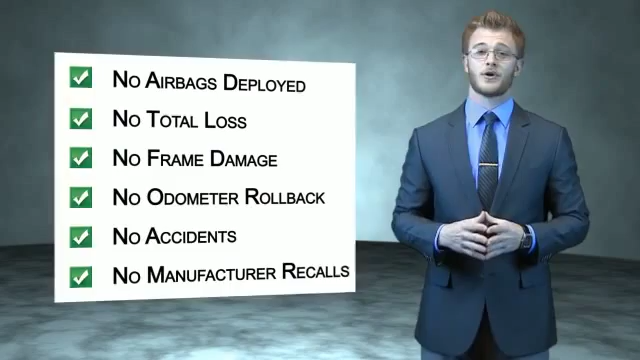 No Airbags Deployed
No Total Loss
No Frame Damage
No Odometer Rollback
No Accidents
No Manufacturer Recalls